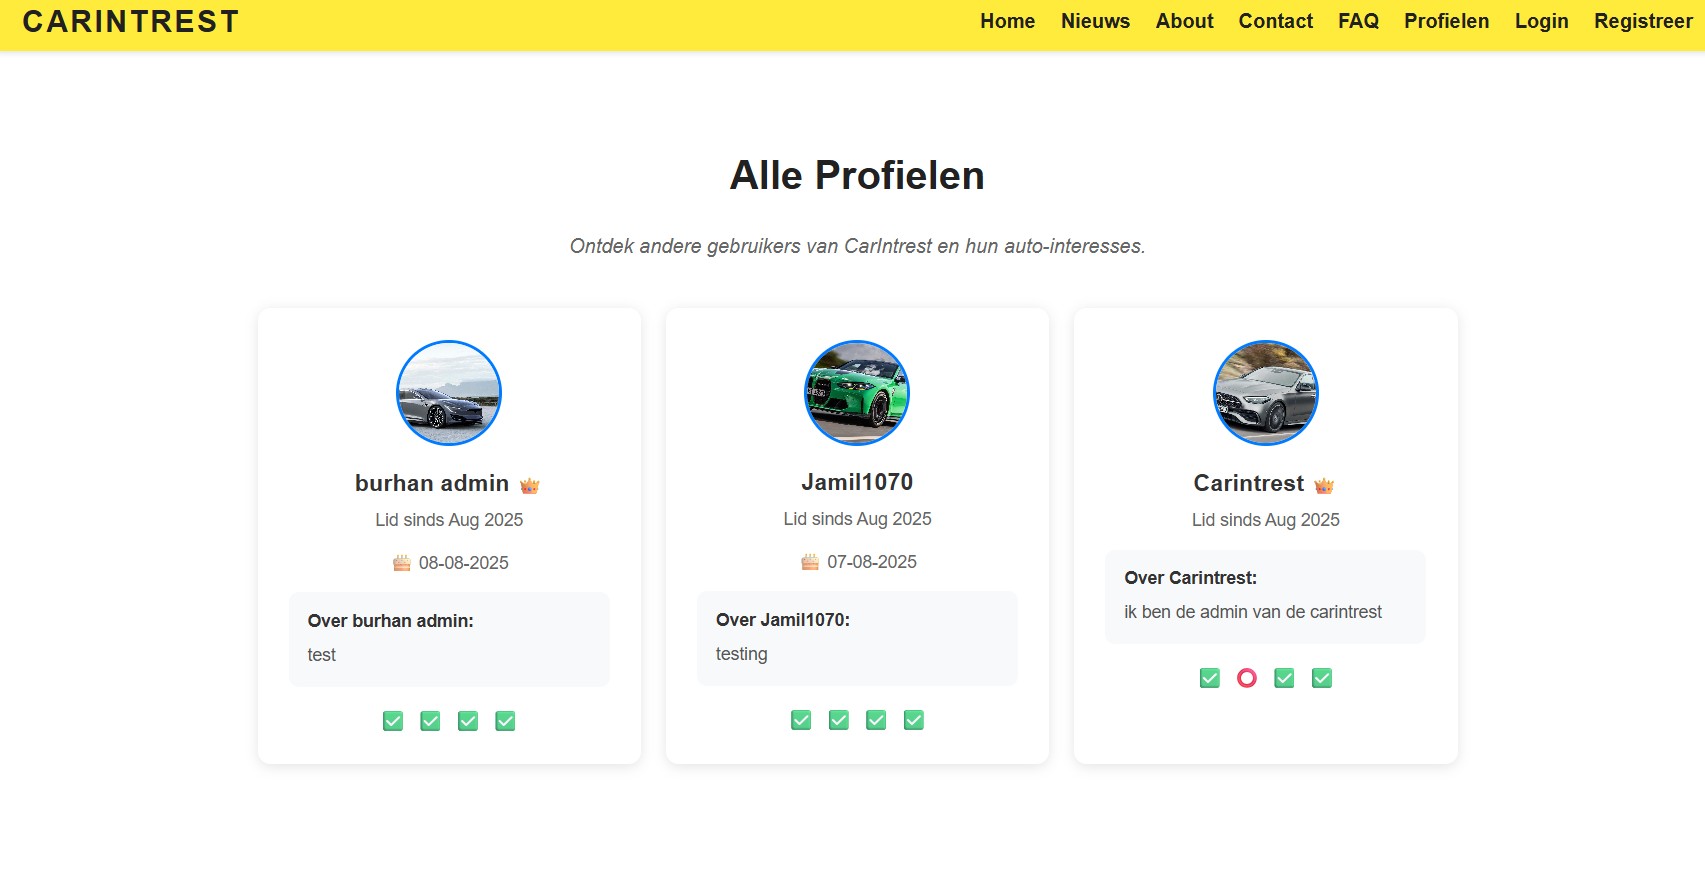 CARINTREST
Home Nieuws About Contact FAQ Profielen Login Registreer
Alle Profielen
Ontdek andere gebruikers van CarIntrest en hun auto-interesses.
burhan admin
Lid sinds Aug 2025
08-08-2025
Over burhan admin:
test
Jamil1070
Lid sinds Aug 2025
07-08-2025
Over Jamil1070:
testing
Carintrest
Lid sinds Aug 2025
Over Carintrest:
ik ben de admin van de carintrest